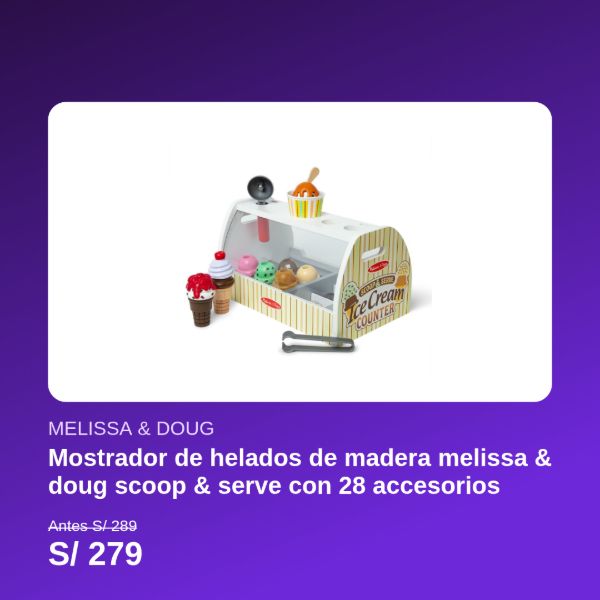 SCOOP & SERVE
Ice Cream
COUNTER
MELISSA & DOUG
Mostrador de helados de madera melissa &
doug scoop & serve con 28 accesorios
Antes S/ 289
S/ 279